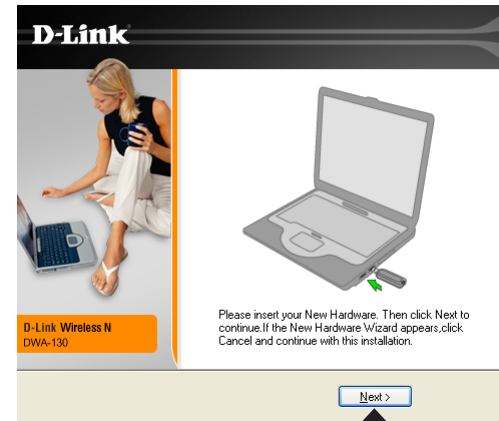 D-Link
Please insert your New Hardware. Then click Next to
continue.If the New Hardware Wizard appears,click
Cancel and continue with this installation.
D-Link Wireless N
DWA-130
Next >